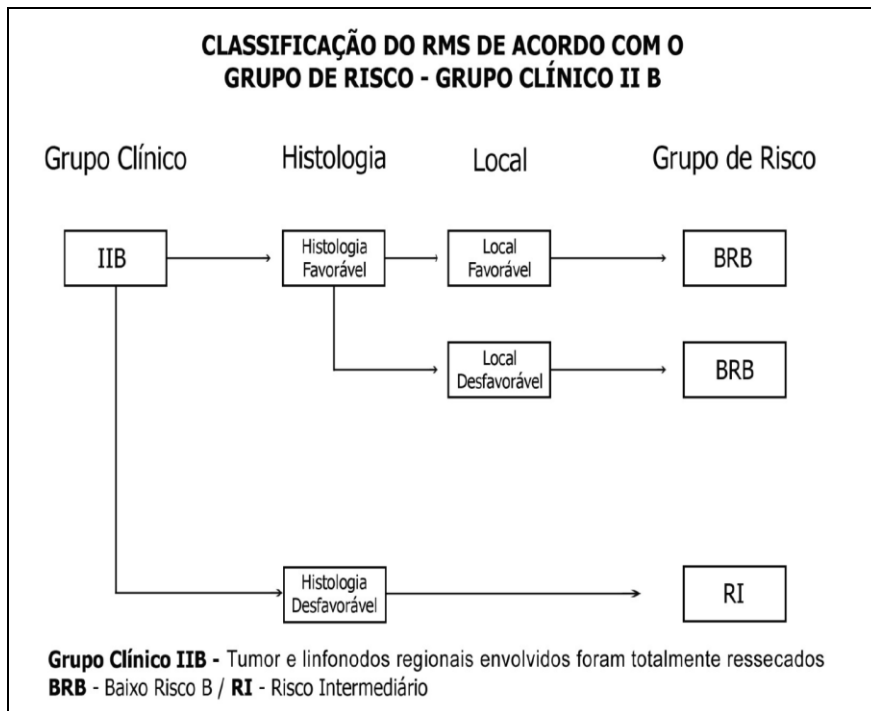 CLASSIFICAÇÃO DO RMS DE ACORDO COM O
GRUPO DE RISCO - GRUPO CLÍNICO II B
Grupo Clínico Histologia Local Grupo de Risco
IIB
Histologia
Favorável
Local
Favorável
BRB
Local
Desfavorável
BRB
Histologia
Desfavorável
RI
Grupo Clínico IIB - Tumor e linfonodos regionais envolvidos foram totalmente ressecados
BRB - Baixo Risco B / RI - Risco Intermediário